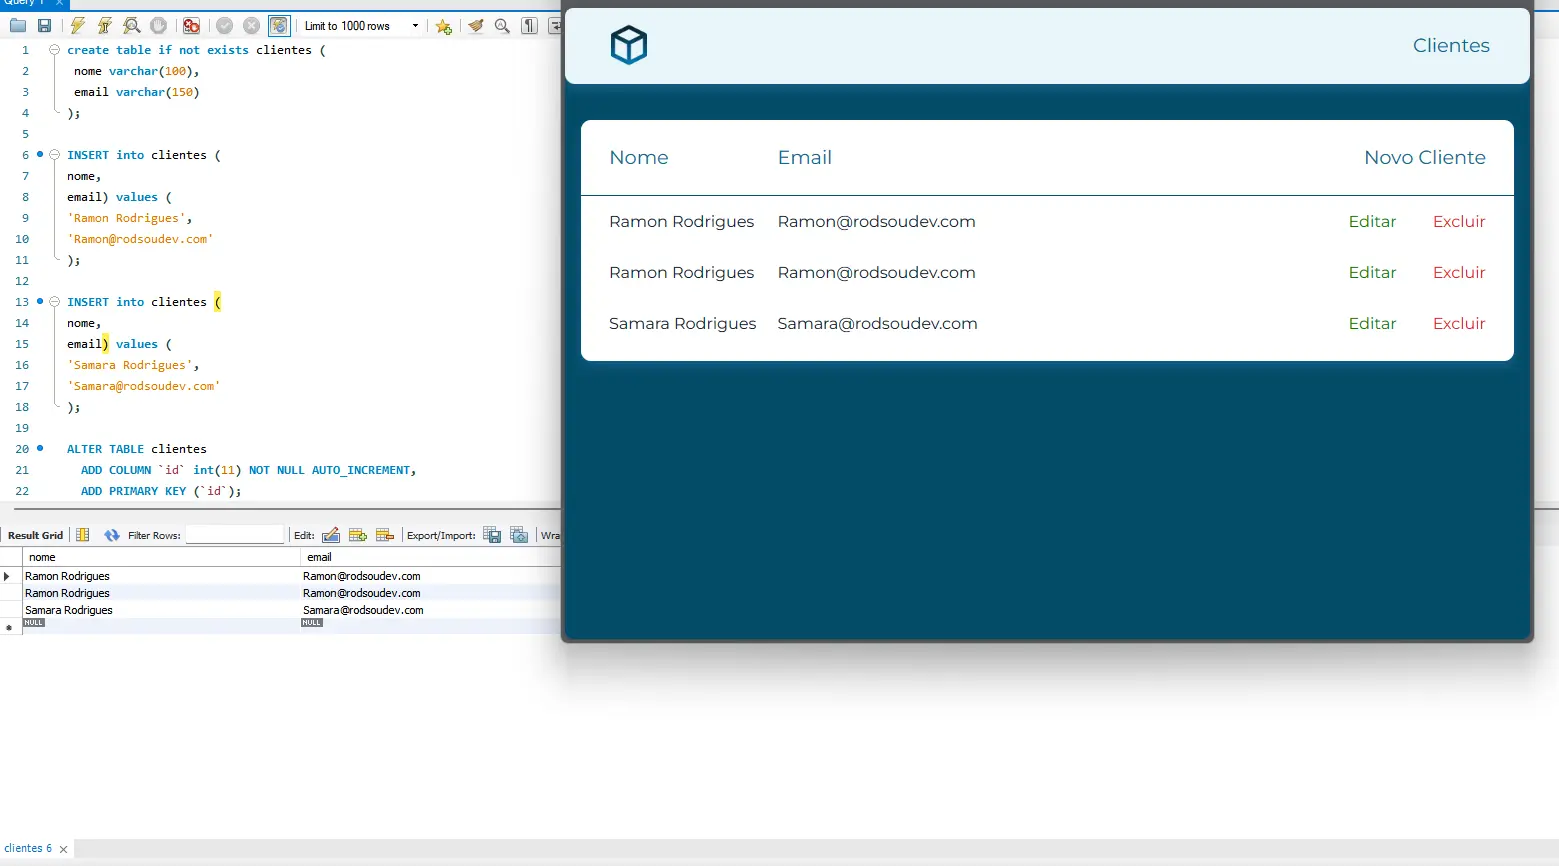 Query 1
Limit to 1000 rows
1 create table if not exists clientes (
2 nome varchar(100),
3 email varchar(150)
4 );
5
6 INSERT into clientes (
7 nome,
8 email) values (
9 'Ramon Rodrigues',
10 'Ramon@rodsoudev.com'
11 );
12
13 INSERT into clientes (
14 nome,
15 email) values (
16 'Samara Rodrigues',
17 'Samara@rodsoudev.com'
18 );
19
20 ALTER TABLE clientes
21 ADD COLUMN `id` int(11) NOT NULL AUTO_INCREMENT,
22 ADD PRIMARY KEY (`id`);
Result Grid Filter Rows: Edit: Export/Import: Wra
nome email
Ramon Rodrigues Ramon@rodsoudev.com
Ramon Rodrigues Ramon@rodsoudev.com
Samara Rodrigues Samara@rodsoudev.com
NULL NULL
clientes 6
Clientes
Nome Email Novo Cliente
Ramon Rodrigues Ramon@rodsoudev.com Editar Excluir
Ramon Rodrigues Ramon@rodsoudev.com Editar Excluir
Samara Rodrigues Samara@rodsoudev.com Editar Excluir